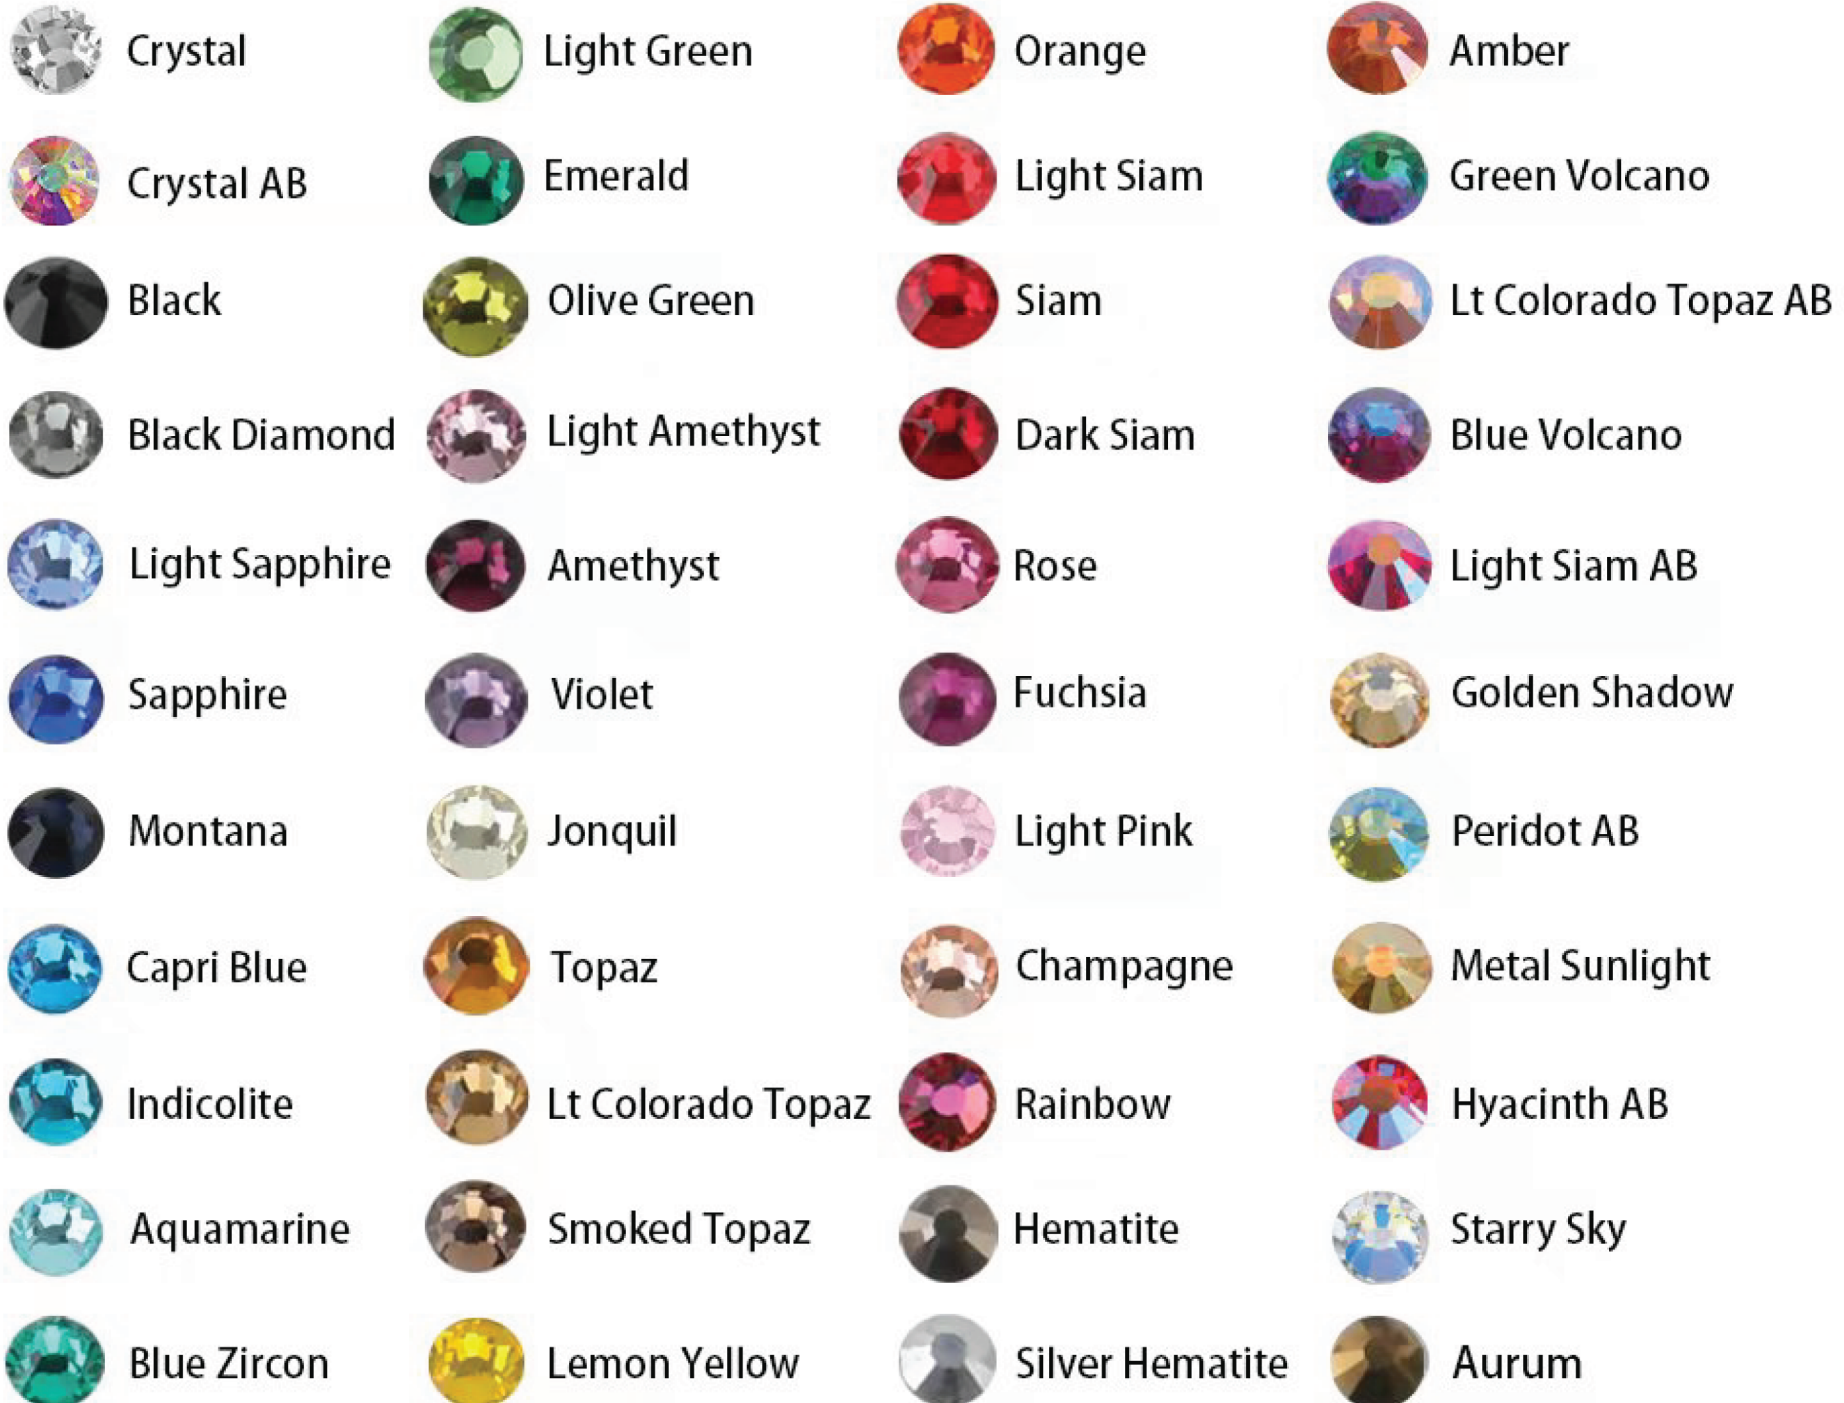 Crystal
Light Green
Orange
Amber
Crystal AB
Emerald
Light Siam
Green Volcano
Black
Olive Green
Siam
Lt Colorado Topaz AB
Black Diamond
Light Amethyst
Dark Siam
Blue Volcano
Light Sapphire
Amethyst
Rose
Light Siam AB
Sapphire
Violet
Fuchsia
Golden Shadow
Montana
Jonquil
Light Pink
Peridot AB
Capri Blue
Topaz
Champagne
Metal Sunlight
Indicolite
Lt Colorado Topaz
Rainbow
Hyacinth AB
Aquamarine
Smoked Topaz
Hematite
Starry Sky
Blue Zircon
Lemon Yellow
Silver Hematite
Aurum